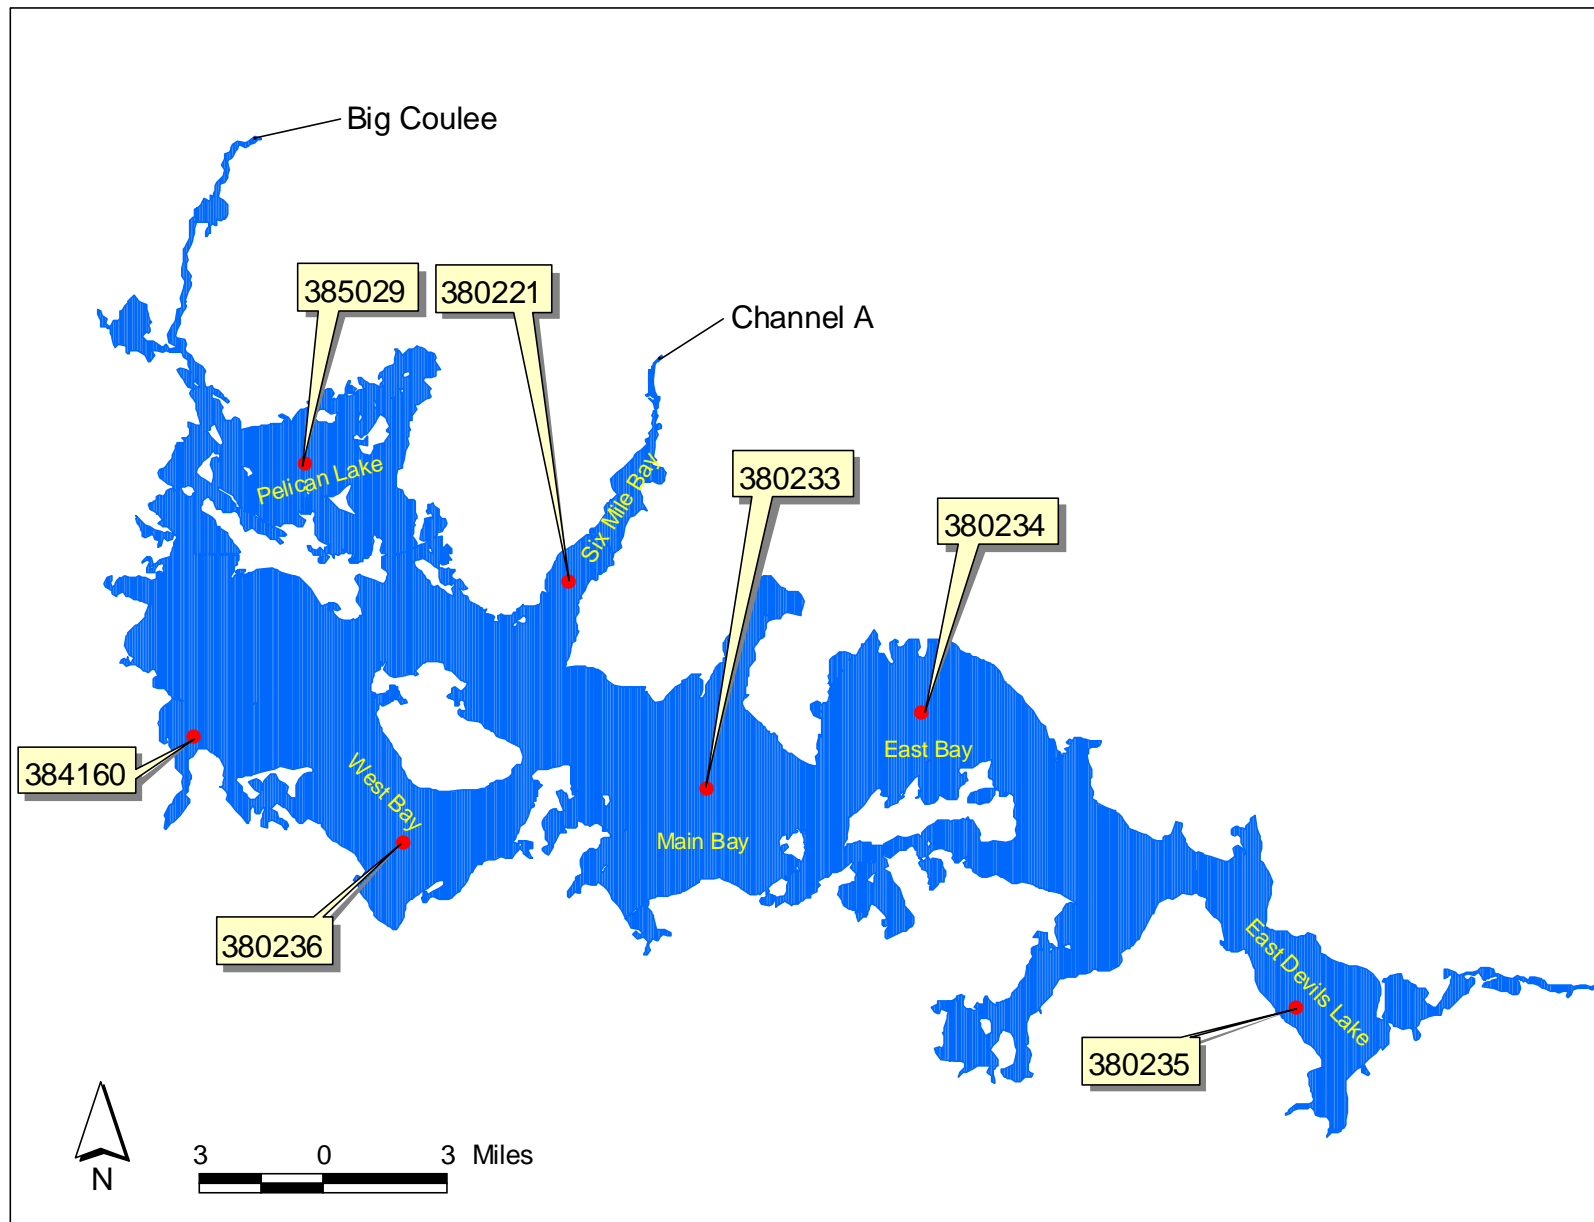 Big Coulee
385029
380221
Channel A
Pelican Lake
Six Mile Bay
380233
380234
384160
West Bay
East Bay
Main Bay
380236
East Devils Lake
380235
N
3 0 3 Miles